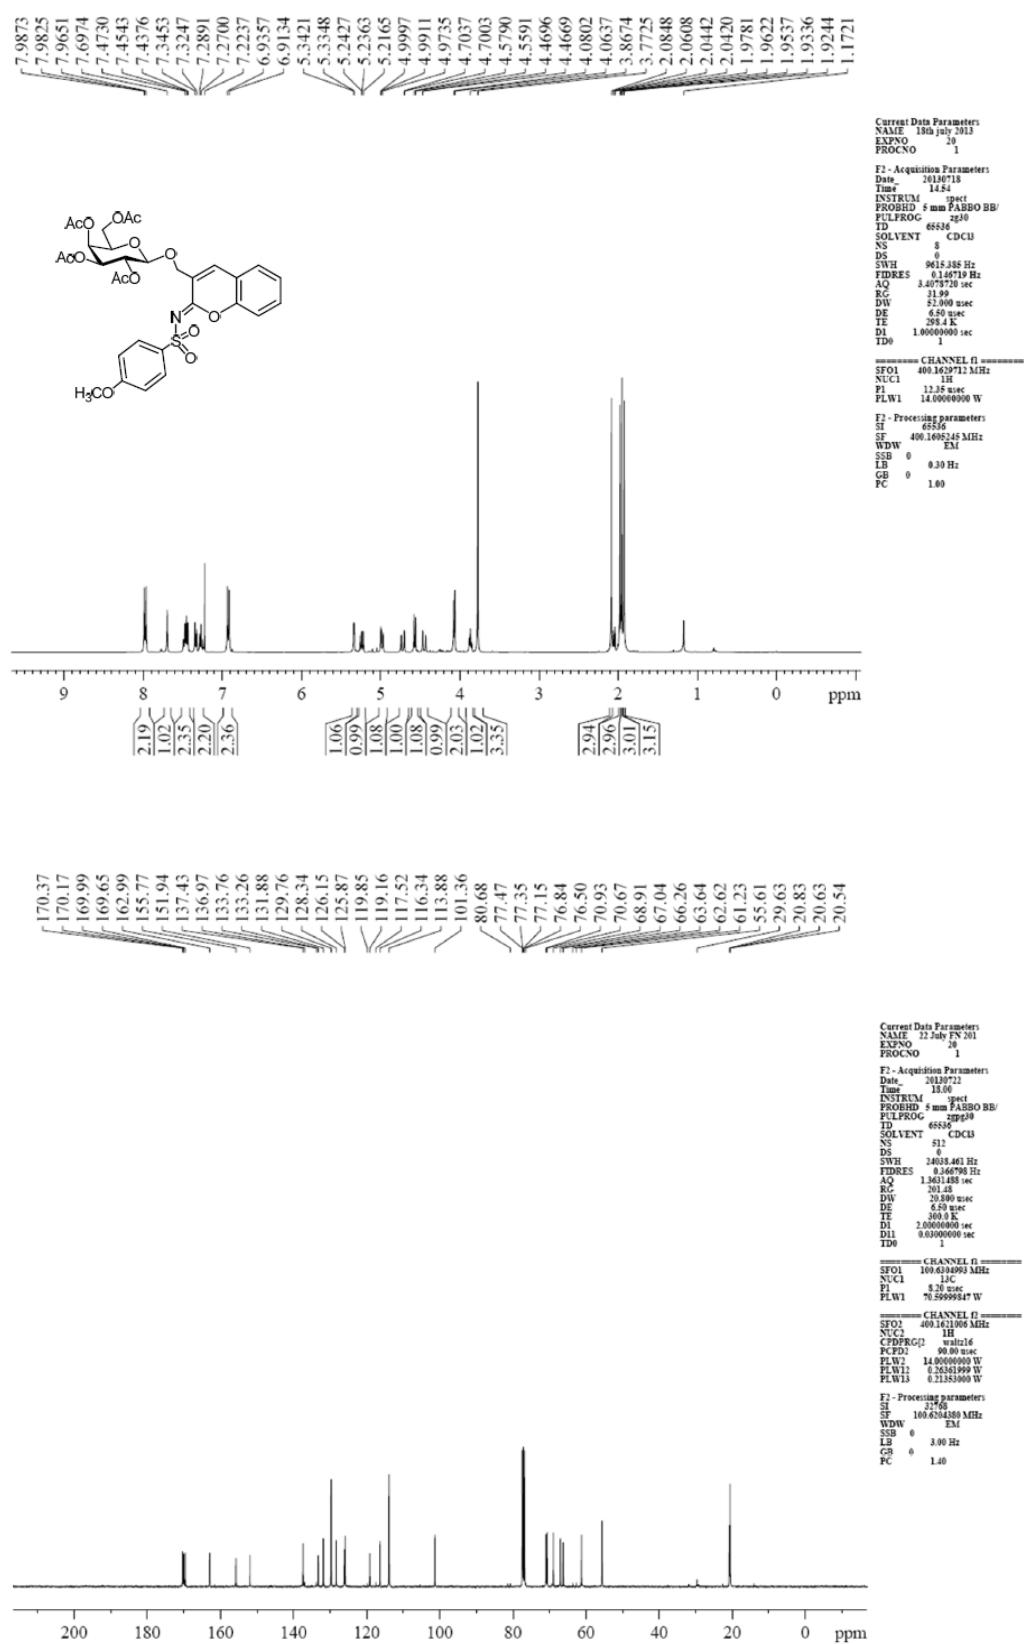 7.9873 7.9825 7.9651 7.6974 7.4730 7.4543 7.4376 7.3453 7.3247 7.2891 7.2700 7.2237 6.9357 6.9134 5.3421 5.3348 5.2427 5.2363 5.2165 4.9997 4.9911 4.9735 4.7037 4.7003 4.5790 4.5591 4.4696 4.4669 4.0802 4.0637 3.8674 3.7725 2.0848 2.0608 2.0442 2.0420 1.9781 1.9622 1.9537 1.9336 1.9244 1.1721
Current Data Parameters
NAME 18th july 2013
EXPNO 20
PROCNO 1
F2 - Acquisition Parameters
Date_ 20130718
Time 14.54
INSTRUM spect
PROBHD 5 mm PABBO BB/
PULPROG zg30
TD 65536
SOLVENT CDCl3
NS 8
DS 0
SWH 9615.385 Hz
FIDRES 0.146719 Hz
AQ 3.4078720 sec
RG 31.99
DW 52.000 usec
DE 6.50 usec
TE 298.4 K
D1 1.00000000 sec
TD0 1
======== CHANNEL f1 ========
SFO1 400.1629712 MHz
NUC1 1H
P1 12.35 usec
PLW1 14.00000000 W
F2 - Processing parameters
SI 65536
SF 400.1605245 MHz
WDW EM
SSB 0
LB 0.30 Hz
GB 0
PC 1.00
AcO OAc
O
AcO O
AcO
N O
S O
O
H₃CO
9 8 7 6 5 4 3 2 1 0 ppm
2.19 1.02 2.35 2.20 2.36 1.06 0.99 1.08 1.00 1.08 0.99 2.03 1.02 3.35 2.94 2.96 3.01 3.15
170.37 170.17 169.99 169.65 162.99 155.77 151.94 137.43 136.97 133.76 133.26 131.88 129.76 128.34 126.15 125.87 119.85 119.16 117.52 116.34 113.88 101.36 80.68 77.47 77.35 77.15 76.84 76.50 70.93 70.67 68.91 67.04 66.26 63.64 62.62 61.23 55.61 29.63 20.83 20.63 20.54
Current Data Parameters
NAME 22 July FN 201
EXPNO 20
PROCNO 1
F2 - Acquisition Parameters
Date_ 20130722
Time 18.00
INSTRUM spect
PROBHD 5 mm PABBO BB/
PULPROG zgpg30
TD 65536
SOLVENT CDCl3
NS 512
DS 0
SWH 24038.461 Hz
FIDRES 0.366798 Hz
AQ 1.3631488 sec
RG 201.48
DW 20.800 usec
DE 6.50 usec
TE 300.0 K
D1 2.00000000 sec
D11 0.03000000 sec
TD0 1
======== CHANNEL f1 ========
SFO1 100.6304993 MHz
NUC1 13C
P1 8.20 usec
PLW1 70.59999847 W
======== CHANNEL f2 ========
SFO2 400.1621006 MHz
NUC2 1H
CPDPRG[2 waltz16
PCPD2 90.00 usec
PLW2 14.00000000 W
PLW12 0.26361999 W
PLW13 0.21353000 W
F2 - Processing parameters
SI 32768
SF 100.6204380 MHz
WDW EM
SSB 0
LB 3.00 Hz
GB 0
PC 1.40
200 180 160 140 120 100 80 60 40 20 0 ppm